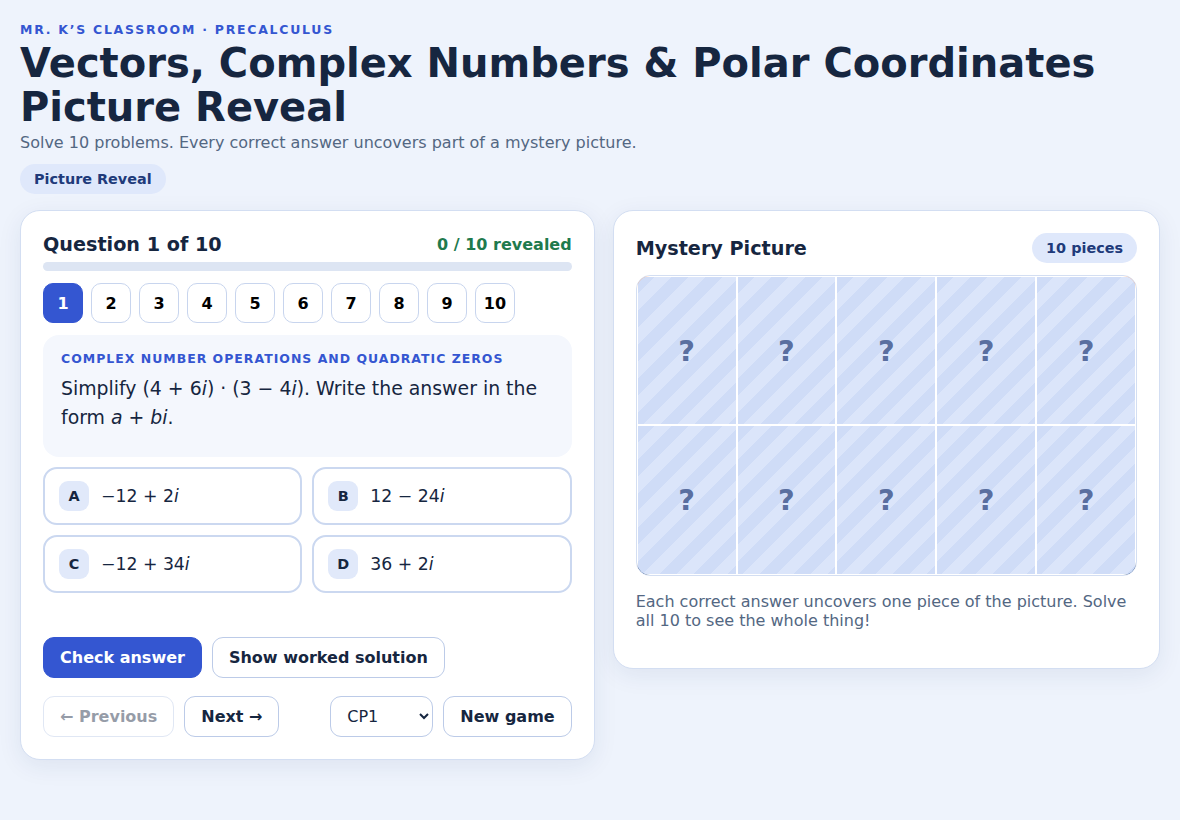 MR. K’S CLASSROOM · PRECALCULUS
Vectors, Complex Numbers & Polar Coordinates
Picture Reveal
Solve 10 problems. Every correct answer uncovers part of a mystery picture.
Picture Reveal
Question 1 of 10
0 / 10 revealed
1 2 3 4 5 6 7 8 9 10
COMPLEX NUMBER OPERATIONS AND QUADRATIC ZEROS
Simplify (4 + 6i) · (3 − 4i). Write the answer in the
form a + bi.
A −12 + 2i
B 12 − 24i
C −12 + 34i
D 36 + 2i
Check answer
Show worked solution
← Previous
Next →
CP1
New game
Mystery Picture
10 pieces
? ? ? ? ?
? ? ? ? ?
Each correct answer uncovers one piece of the picture. Solve
all 10 to see the whole thing!